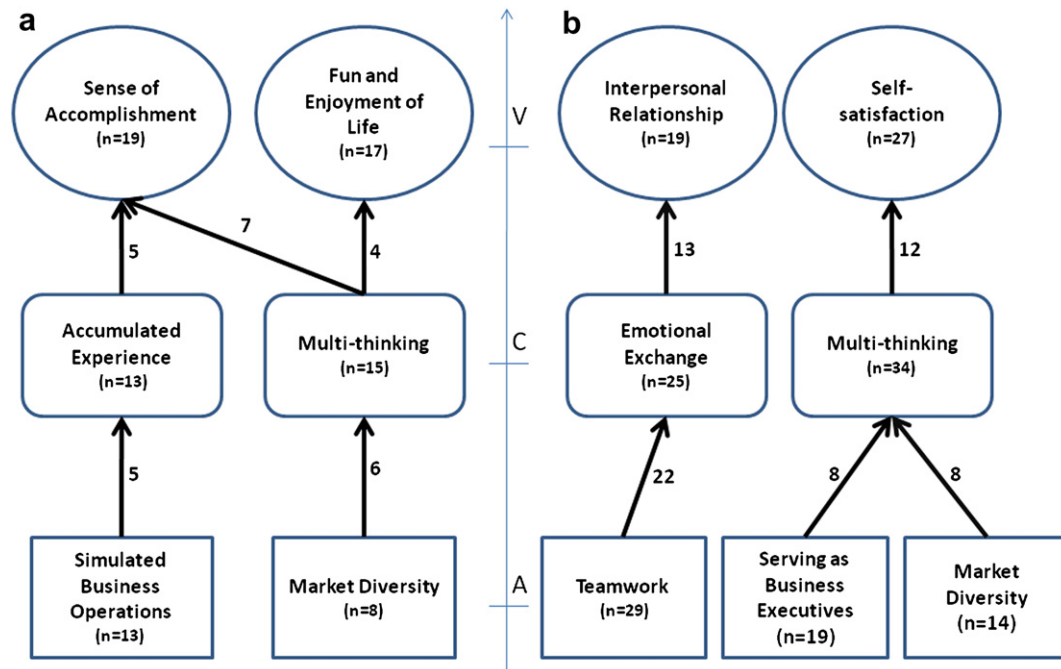 a
Sense of
Accomplishment
(n=19)
Fun and
Enjoyment of
Life
(n=17)
7
5
4
Accumulated
Experience
(n=13)
Multi-thinking
(n=15)
5
6
Simulated
Business
Operations
(n=13)
Market Diversity
(n=8)
V
C
A
b
Interpersonal
Relationship
(n=19)
Self-
satisfaction
(n=27)
13
12
Emotional
Exchange
(n=25)
Multi-thinking
(n=34)
22
8
8
Teamwork
(n=29)
Serving as
Business
Executives
(n=19)
Market
Diversity
(n=14)